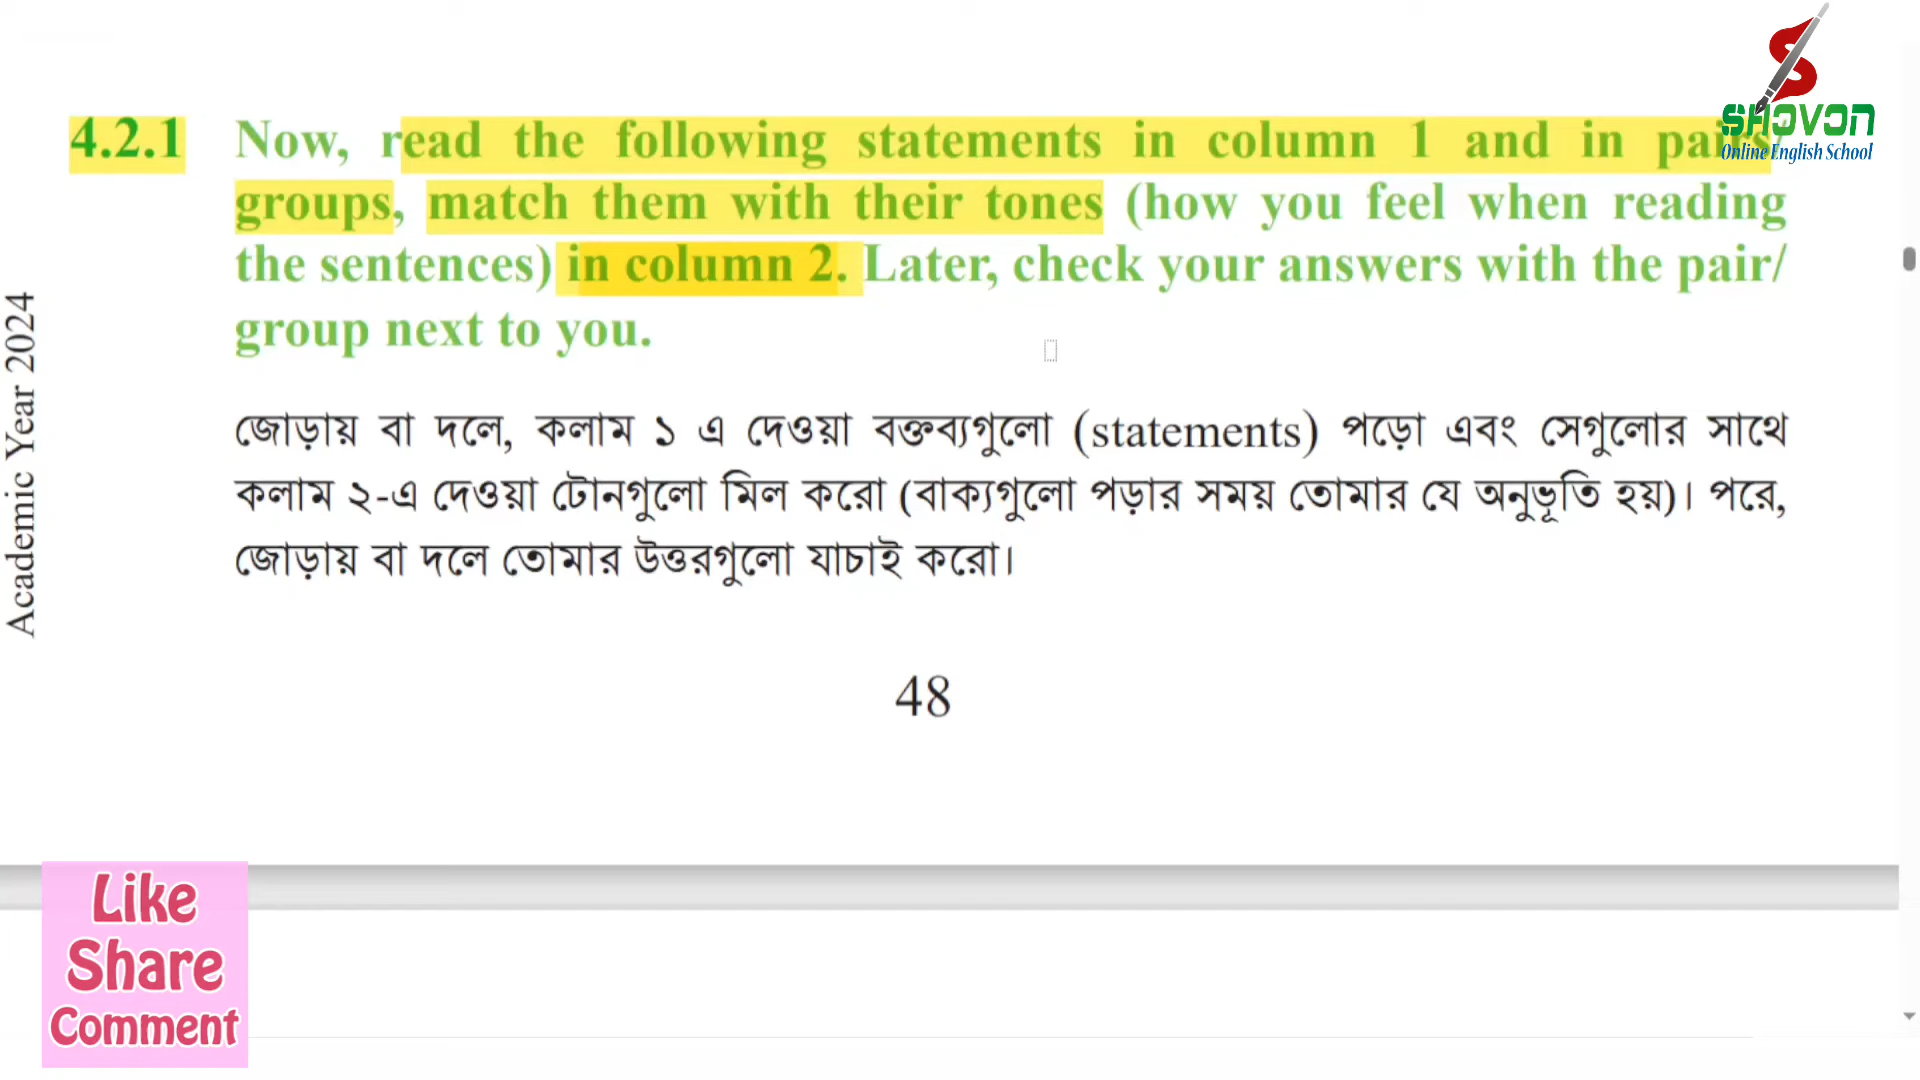 SHOVON
Online English School
4.2.1 Now, read the following statements in column 1 and in pairs/
groups, match them with their tones (how you feel when reading
the sentences) in column 2. Later, check your answers with the pair/
group next to you.
জোড়ায় বা দলে, কলাম ১ এ দেওয়া বক্তব্যগুলো (statements) পড়ো এবং সেগুলোর সাথে
কলাম ২-এ দেওয়া টোনগুলো মিল করো (বাক্যগুলো পড়ার সময় তোমার যে অনুভূতি হয়)। পরে,
জোড়ায় বা দলে তোমার উত্তরগুলো যাচাই করো।
Academic Year 2024
48
Like
Share
Comment